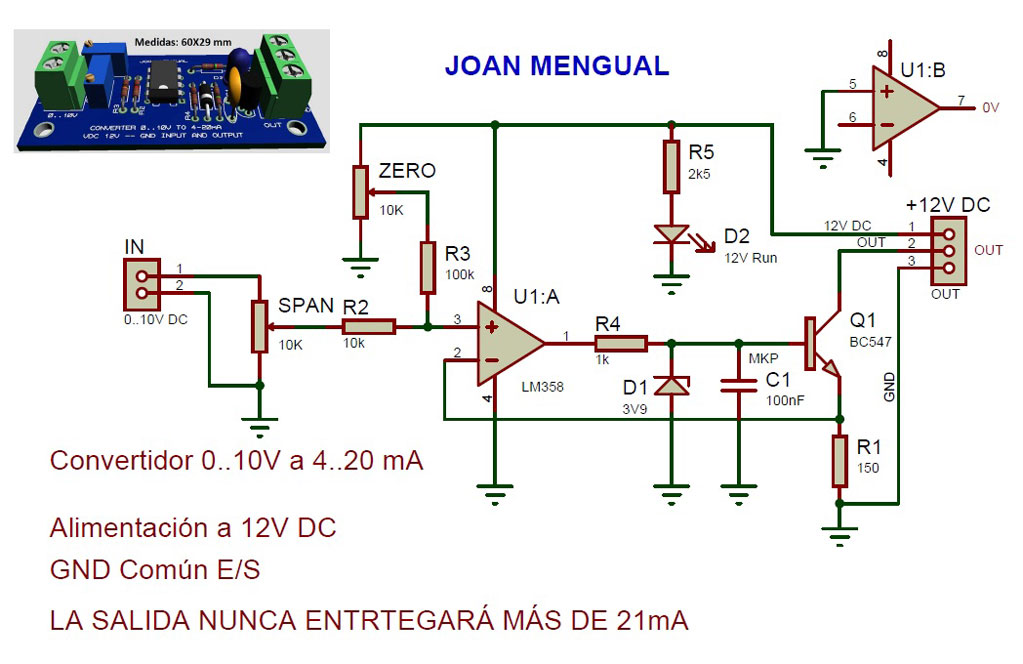 Medidas: 60X29 mm
0..10V
R3
R2
R4
OUT
CONVERTER 0..10V TO 4-20mA
VDC 12V -- GND INPUT AND OUTPUT
JOAN MENGUAL
8
U1:B
5
6
7
0V
4
ZERO
10K
R5
2k5
+12V DC
12V DC
1
OUT
2
OUT
3
OUT
D2
12V Run
IN
1
2
0..10V DC
R3
100k
SPAN
10K
R2
10k
8
U1:A
3
2
1
4
LM358
R4
1k
Q1
BC547
MKP
D1
3V9
C1
100nF
GND
R1
150
Convertidor 0..10V a 4..20 mA
Alimentación a 12V DC
GND Común E/S
LA SALIDA NUNCA ENTRTEGARÁ MÁS DE 21mA